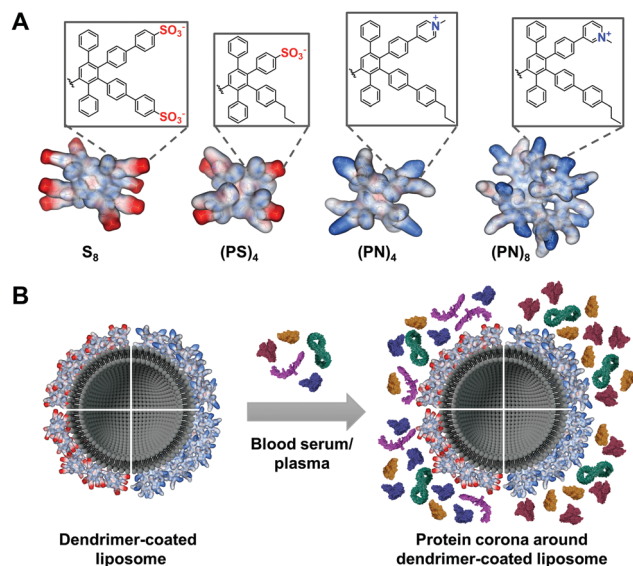 A
SO₃⁻
SO₃⁻
SO₃⁻
N⁺
N⁺
S₈
(PS)₄
(PN)₄
(PN)₈
B
Blood serum/
plasma
Dendrimer-coated
liposome
Protein corona around
dendrimer-coated liposome